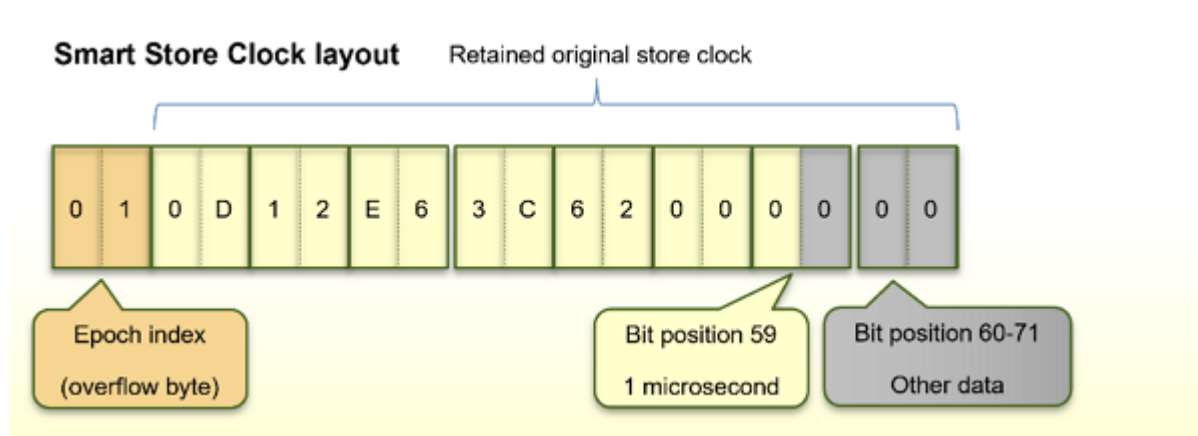 Smart Store Clock layout
Retained original store clock
0 1 0 D 1 2 E 6 3 C 6 2 0 0 0 0 0 0
Epoch index
(overflow byte)
Bit position 59
1 microsecond
Bit position 60-71
Other data